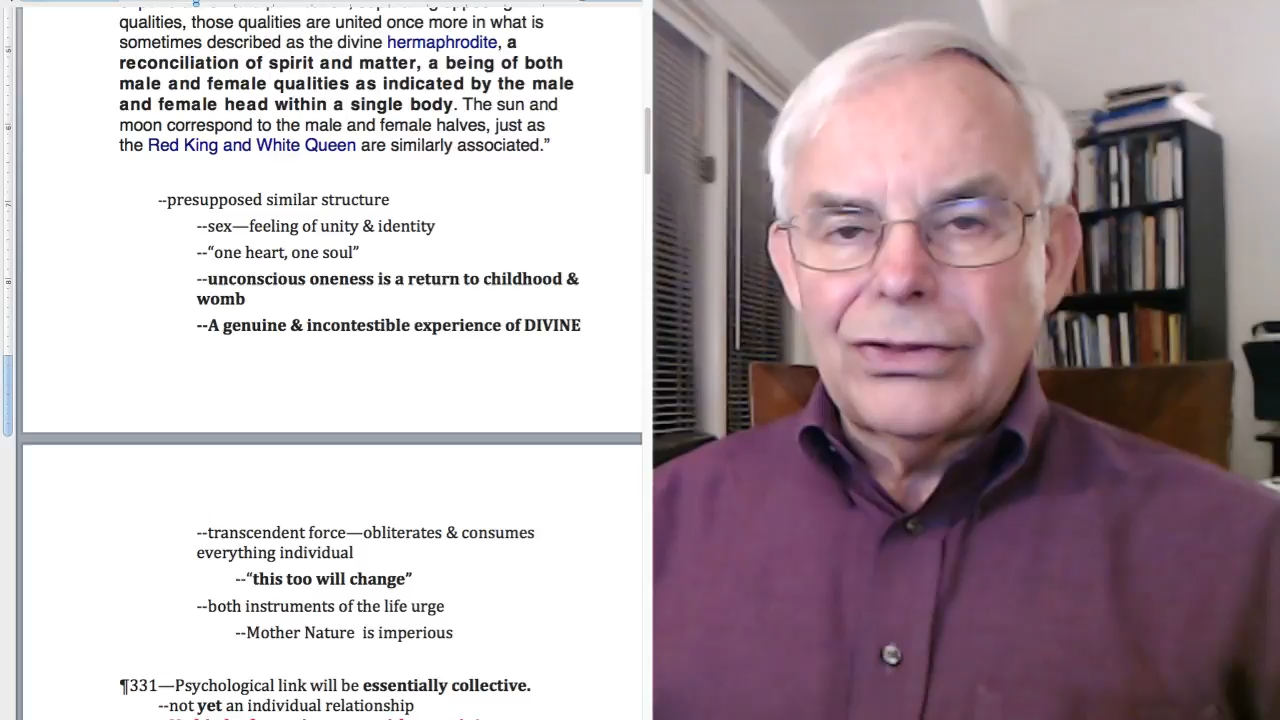 qualities, those qualities are united once more in what is
sometimes described as the divine hermaphrodite, a
reconciliation of spirit and matter, a being of both
male and female qualities as indicated by the male
and female head within a single body. The sun and
moon correspond to the male and female halves, just as
the Red King and White Queen are similarly associated.”
--presupposed similar structure
--sex—feeling of unity & identity
--“one heart, one soul”
--unconscious oneness is a return to childhood &
womb
--A genuine & incontestible experience of DIVINE
--transcendent force—obliterates & consumes
everything individual
--“this too will change”
--both instruments of the life urge
--Mother Nature  is imperious
¶331—Psychological link will be essentially collective.
--not yet an individual relationship